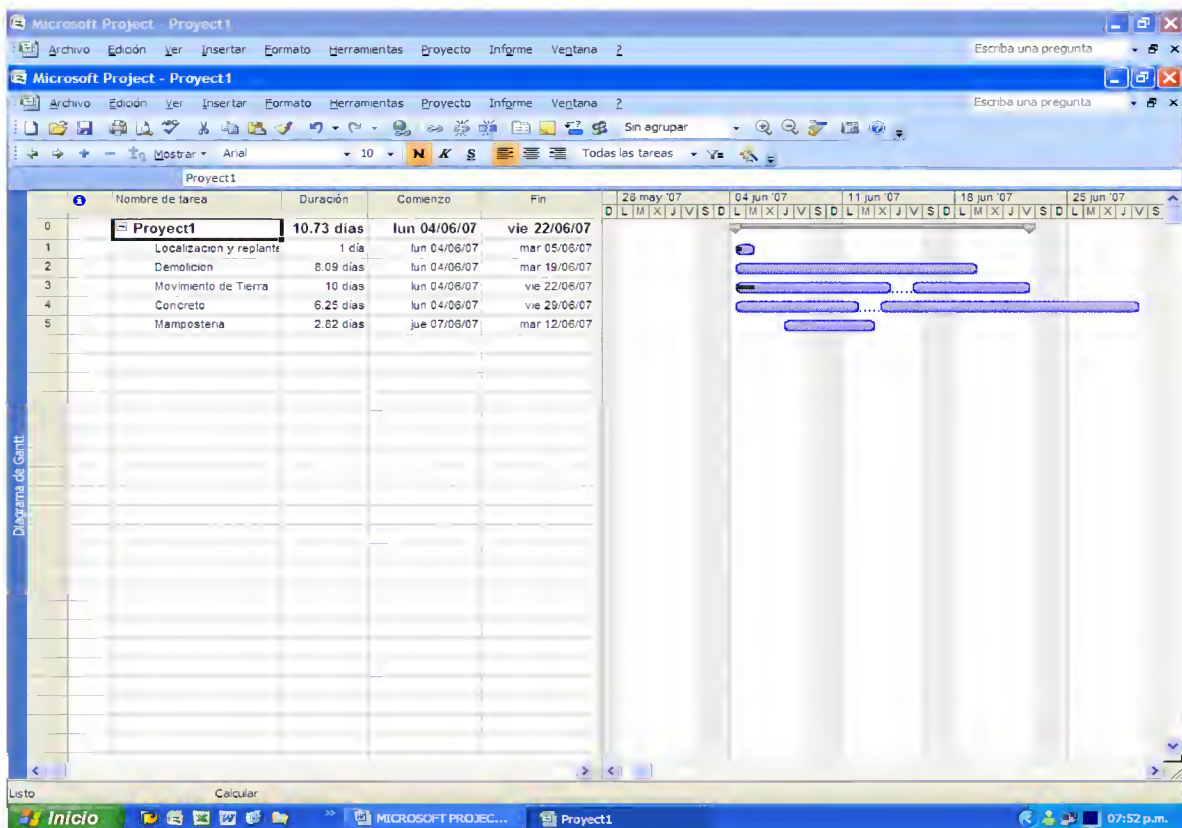 Microsoft Project - Proyect1
Archivo Edición Ver Insertar Formato Herramientas Proyecto Informe Ventana ? Escriba una pregunta
Microsoft Project - Proyect1
Archivo Edición Ver Insertar Formato Herramientas Proyecto Informe Ventana ? Escriba una pregunta
Sin agrupar
Mostrar Arial 10 N K S Todas las tareas
Proyect1
Nombre de tarea Duración Comienzo Fin 28 may '07 04 jun '07 11 jun '07 18 jun '07 25 jun '07
D L M X J V S D L M X J V S D L M X J V S D L M X J V S D L M X J V S
0 Proyect1 10.73 días lun 04/06/07 vie 22/06/07
1 Localización y replante 1 día lun 04/06/07 mar 05/06/07
2 Demolición 8.09 días lun 04/06/07 mar 19/06/07
3 Movimiento de Tierra 10 días lun 04/06/07 vie 22/06/07
4 Concreto 6.25 días lun 04/06/07 vie 29/06/07
5 Mampostería 2.82 días jue 07/06/07 mar 12/06/07
Diagrama de Gantt
Listo Calcular
Inicio MICROSOFT PROJEC... Proyect1 07:52 p.m.